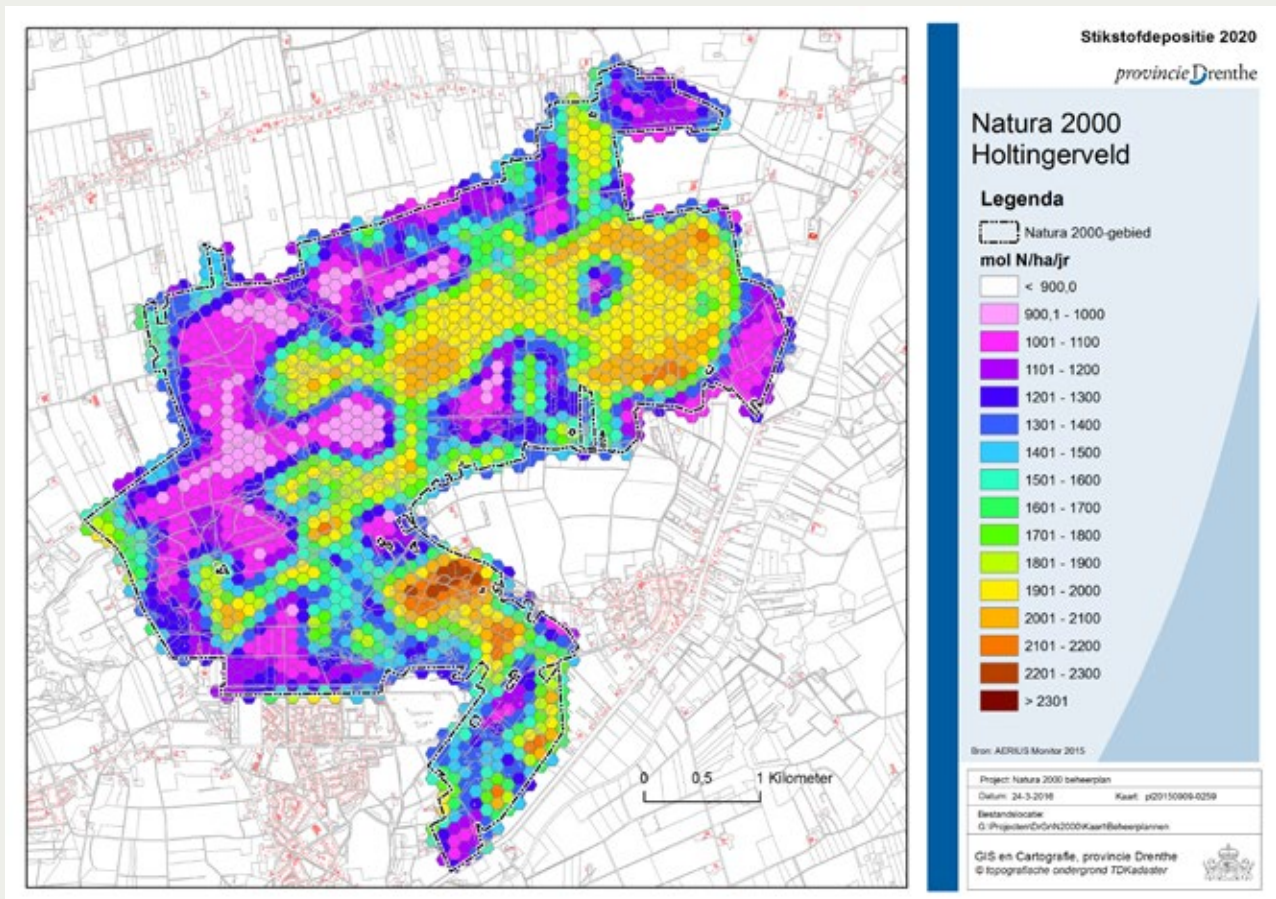 Stikstofdepositie 2020
provincie Drenthe
Natura 2000
Holtingerveld
Legenda
Natura 2000-gebied
mol N/ha/jr
< 900,0
900,1 - 1000
1001 - 1100
1101 - 1200
1201 - 1300
1301 - 1400
1401 - 1500
1501 - 1600
1601 - 1700
1701 - 1800
1801 - 1900
1901 - 2000
2001 - 2100
2101 - 2200
2201 - 2300
> 2301
0 0,5 1 Kilometer
Bron: AERIUS Monitor 2015
Project: Natura 2000 beheerplan
Datum: 24-3-2016 Kaart: pl20150909-0259
Bestandslocatie:
GIS en Cartografie, provincie Drenthe
© topografische ondergrond TDKadaster